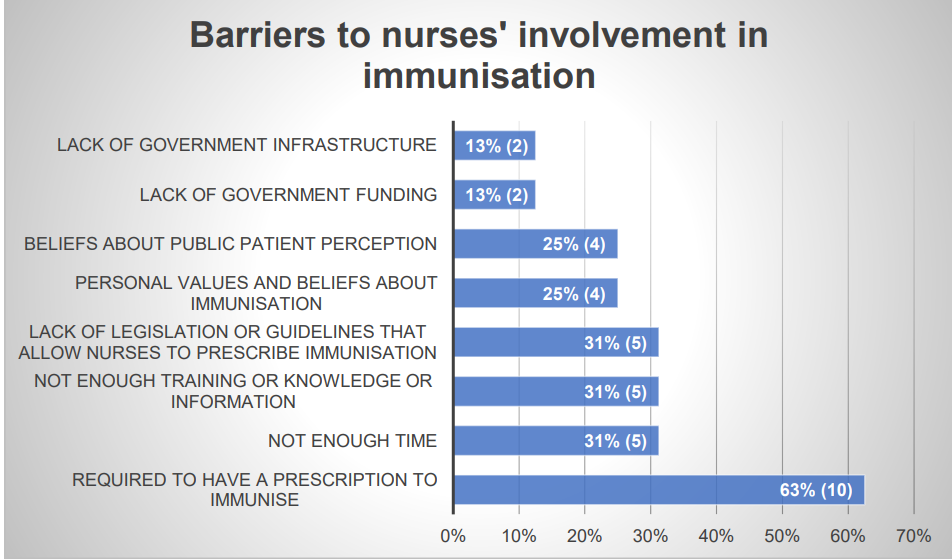 Barriers to nurses' involvement in
immunisation
LACK OF GOVERNMENT INFRASTRUCTURE
13% (2)
LACK OF GOVERNMENT FUNDING
13% (2)
BELIEFS ABOUT PUBLIC PATIENT PERCEPTION
25% (4)
PERSONAL VALUES AND BELIEFS ABOUT
IMMUNISATION
25% (4)
LACK OF LEGISLATION OR GUIDELINES THAT
ALLOW NURSES TO PRESCRIBE IMMUNISATION
31% (5)
NOT ENOUGH TRAINING OR KNOWLEDGE OR
INFORMATION
31% (5)
NOT ENOUGH TIME
31% (5)
REQUIRED TO HAVE A PRESCRIPTION TO
IMMUNISE
63% (10)
0% 10% 20% 30% 40% 50% 60% 70%